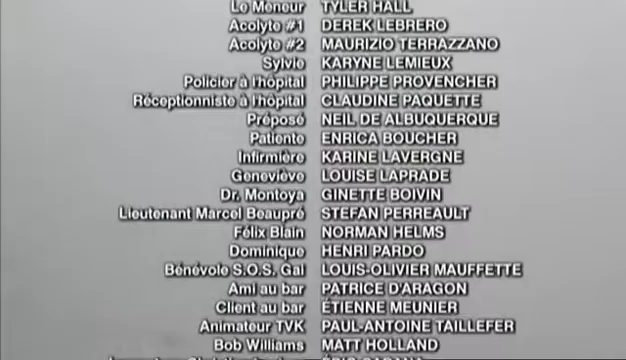 Le Meneur TYLER HALL
Acolyte #1 DEREK LEBRERO
Acolyte #2 MAURIZIO TERRAZZANO
Sylvie KARYNE LEMIEUX
Policier à l'hôpital PHILIPPE PROVENCHER
Réceptionniste à l'hôpital CLAUDINE PAQUETTE
Préposé NEIL DE ALBUQUERQUE
Patiente ENRICA BOUCHER
Infirmière KARINE LAVERGNE
Geneviève LOUISE LAPRADE
Dr. Montoya GINETTE BOIVIN
Lieutenant Marcel Beaupré STEFAN PERREAULT
Félix Blain NORMAN HELMS
Dominique HENRI PARDO
Bénévole S.O.S. Gai LOUIS-OLIVIER MAUFFETTE
Ami au bar PATRICE D'ARAGON
Client au bar ÉTIENNE MEUNIER
Animateur TVK PAUL-ANTOINE TAILLEFER
Bob Williams MATT HOLLAND